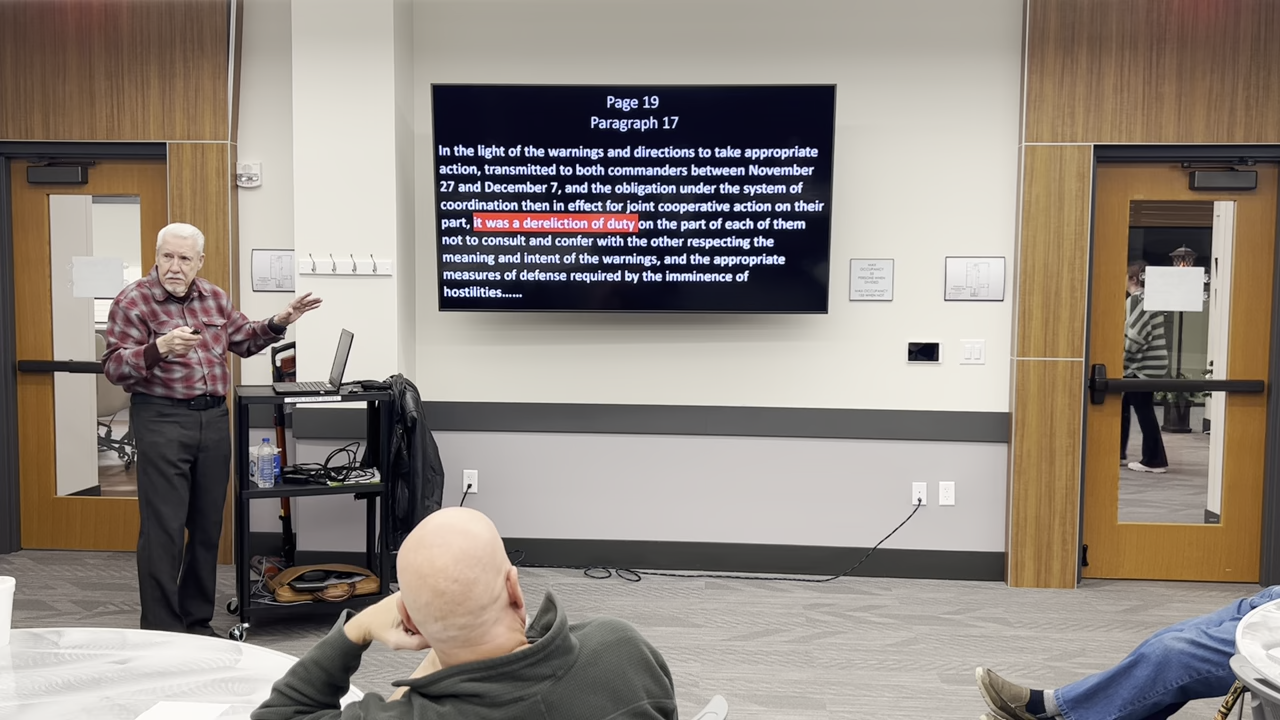 Page 19
Paragraph 17
In the light of the warnings and directions to take appropriate
action, transmitted to both commanders between November
27 and December 7, and the obligation under the system of
coordination then in effect for joint cooperative action on their
part, it was a dereliction of duty on the part of each of them
not to consult and confer with the other respecting the
meaning and intent of the warnings, and the appropriate
measures of defense required by the imminence of
hostilities......